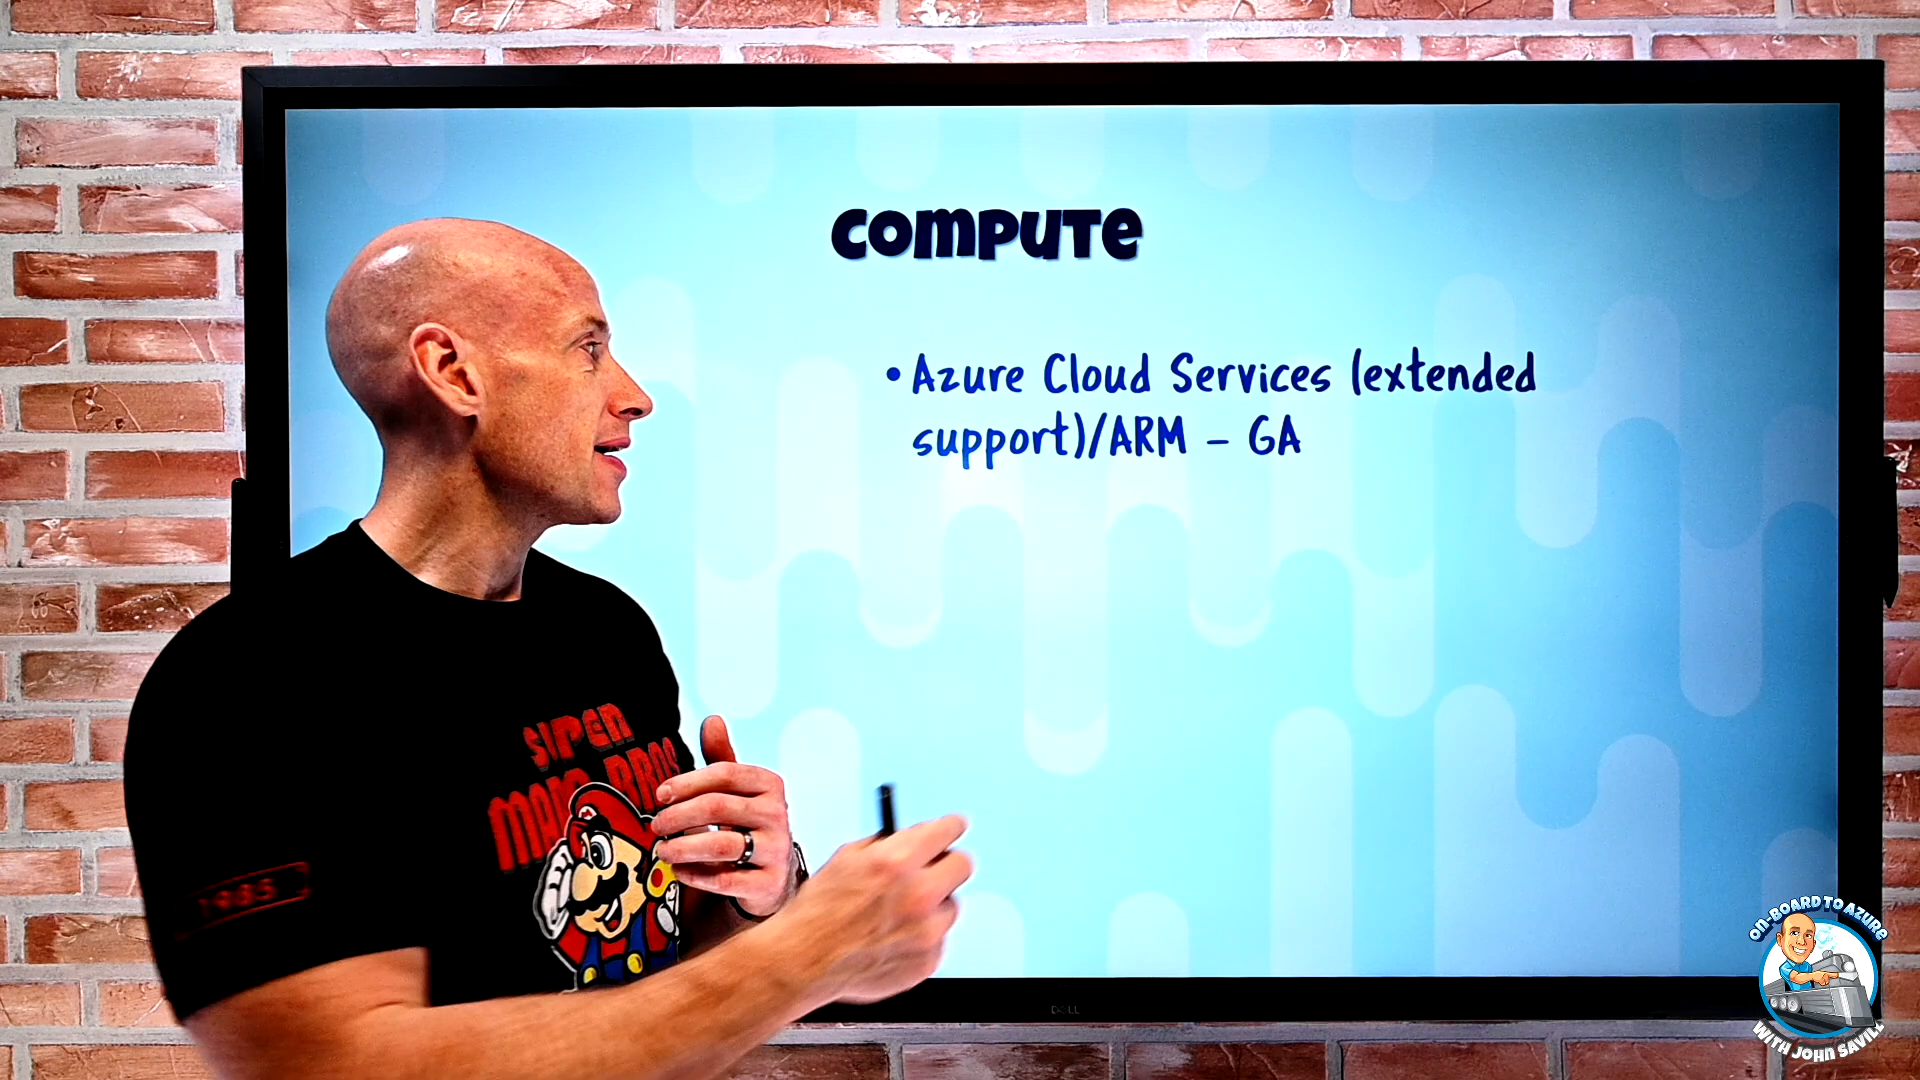 COMPUTE
• Azure Cloud Services (extended
support)/ARM – GA
SUPER
MARIO BROS
1985
DELL
ON-BOARD TO AZURE
WITH JOHN SAVILL